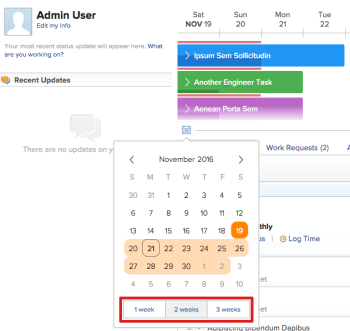 Admin User
Edit my info
Your most recent status update will appear here. What
are you working on?
Recent Updates
There are no updates on y
Sat Sun Mon Tue
NOV 19 20 21 22
Ipsum Sem Sollicitudin
Another Engineer Task
Aenean Porta Sem
Work Requests (2)
November 2016
S M T W T F S
30 31 1 2 3 4 5
6 7 8 9 10 11 12
13 14 15 16 17 18 19
20 21 22 23 24 25 26
27 28 29 30 1 2 3
4 5 6 7 8 9 10
1 week 2 weeks 3 weeks
thly
us | Log Time
et
et
Adipiscing Bibendum Dapibus